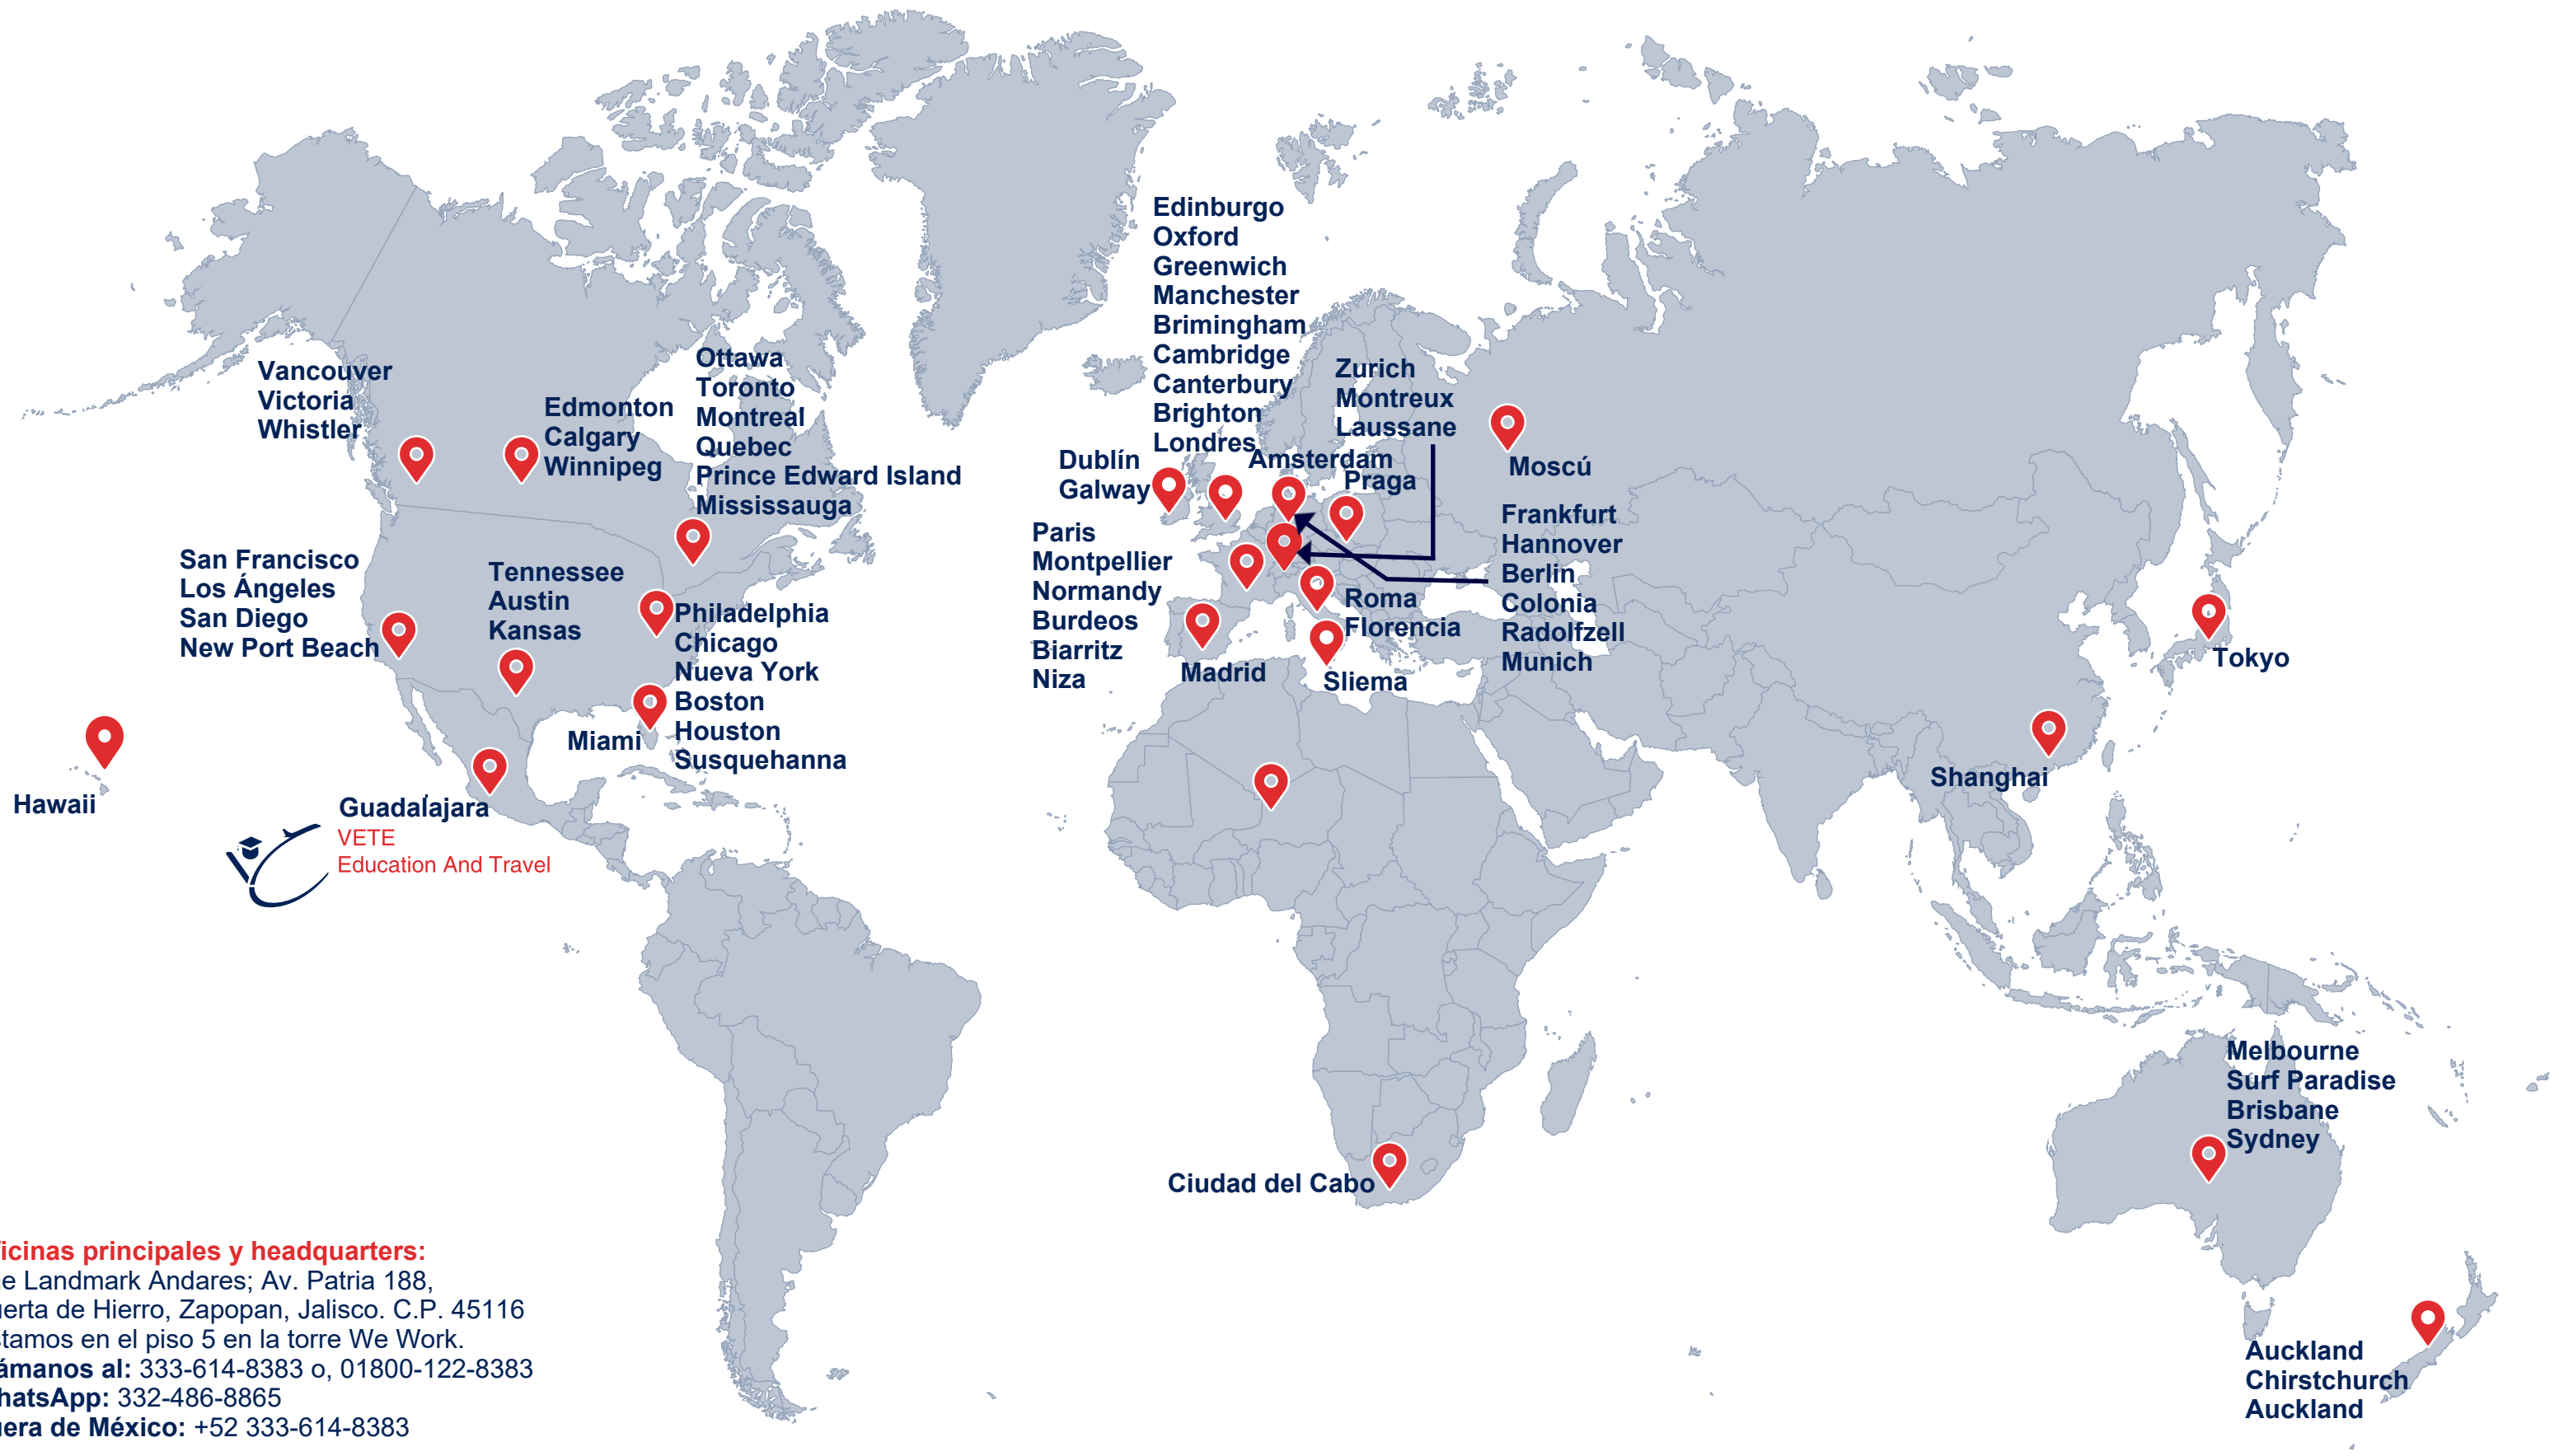 Edinburgo
Oxford
Greenwich
Manchester
Brimingham
Cambridge
Canterbury
Brighton
Londres
Vancouver
Victoria
Whistler
Edmonton
Calgary
Winnipeg
Ottawa
Toronto
Montreal
Quebec
Prince Edward Island
Mississauga
Zurich
Montreux
Laussane
Dublín
Galway
Amsterdam
Praga
Moscú
San Francisco
Los Ángeles
San Diego
New Port Beach
Tennessee
Austin
Kansas
Philadelphia
Chicago
Nueva York
Boston
Houston
Susquehanna
Miami
Paris
Montpellier
Normandy
Burdeos
Biarritz
Niza
Madrid
Roma
Florencia
Sliema
Frankfurt
Hannover
Berlin
Colonia
Radolfzell
Munich
Tokyo
Shanghai
Hawaii
Guadalajara
VETE
Education And Travel
Melbourne
Surf Paradise
Brisbane
Sydney
Ciudad del Cabo
Auckland
Chirstchurch
Auckland
icinas principales y headquarters:
e Landmark Andares; Av. Patria 188,
erta de Hierro, Zapopan, Jalisco. C.P. 45116
stamos en el piso 5 en la torre We Work.
ámanos al: 333-614-8383 o, 01800-122-8383
hatsApp: 332-486-8865
era de México: +52 333-614-8383